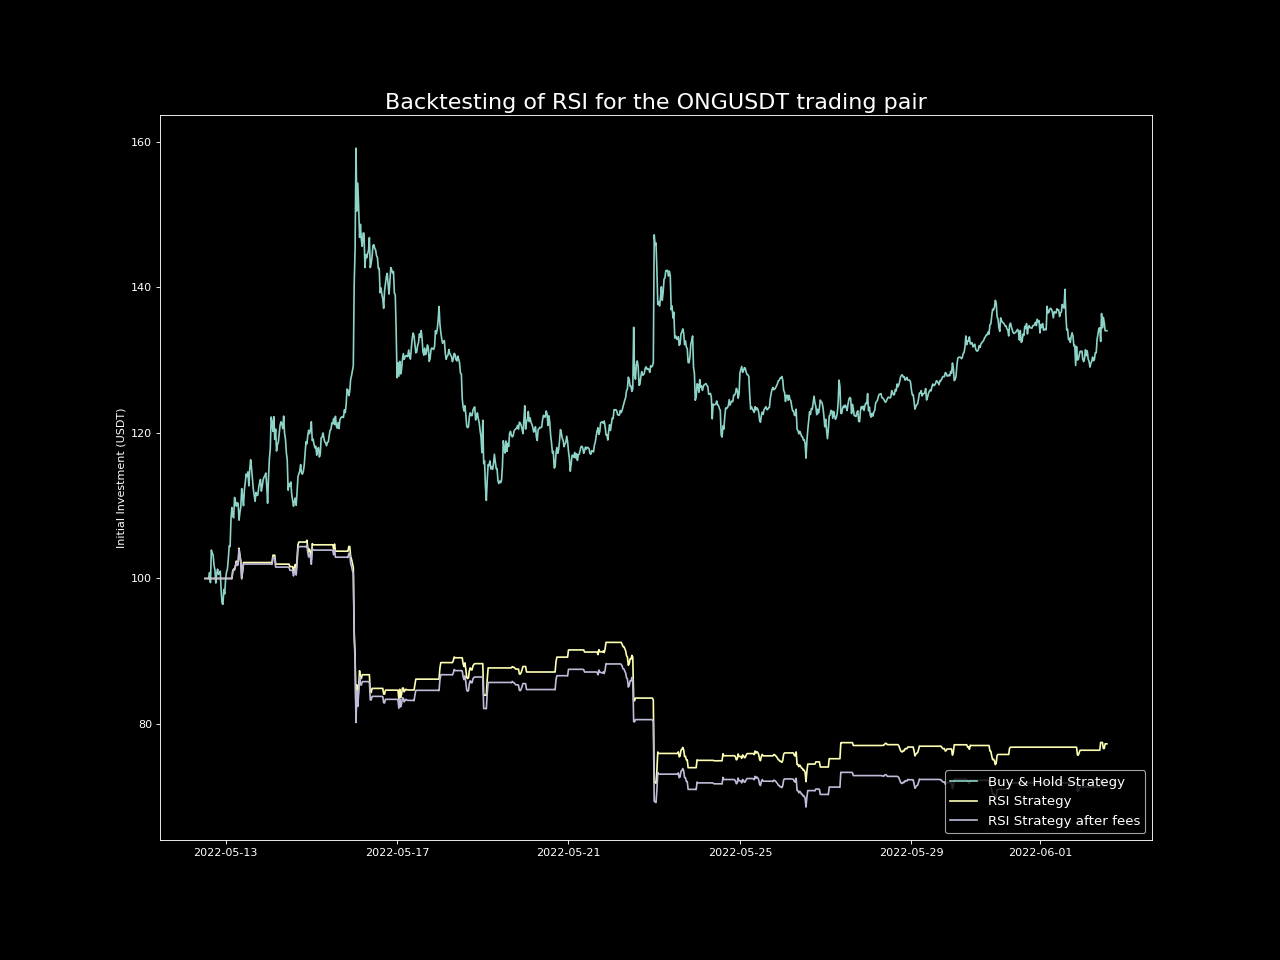 Backtesting of RSI for the ONGUSDT trading pair
160
140
120
100
80
Initial Investment (USDT)
2022-05-13
2022-05-17
2022-05-21
2022-05-25
2022-05-29
2022-06-01
Buy & Hold Strategy
RSI Strategy
RSI Strategy after fees